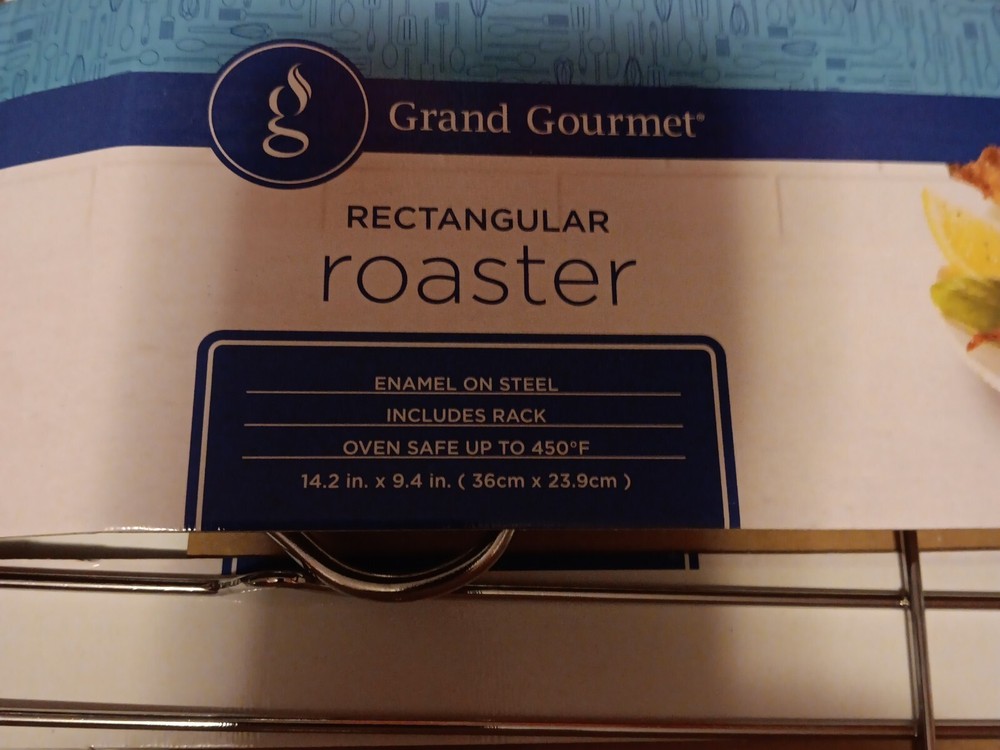 g
Grand Gourmet®
RECTANGULAR
roaster
ENAMEL ON STEEL
INCLUDES RACK
OVEN SAFE UP TO 450°F
14.2 in. x 9.4 in. ( 36cm x 23.9cm )